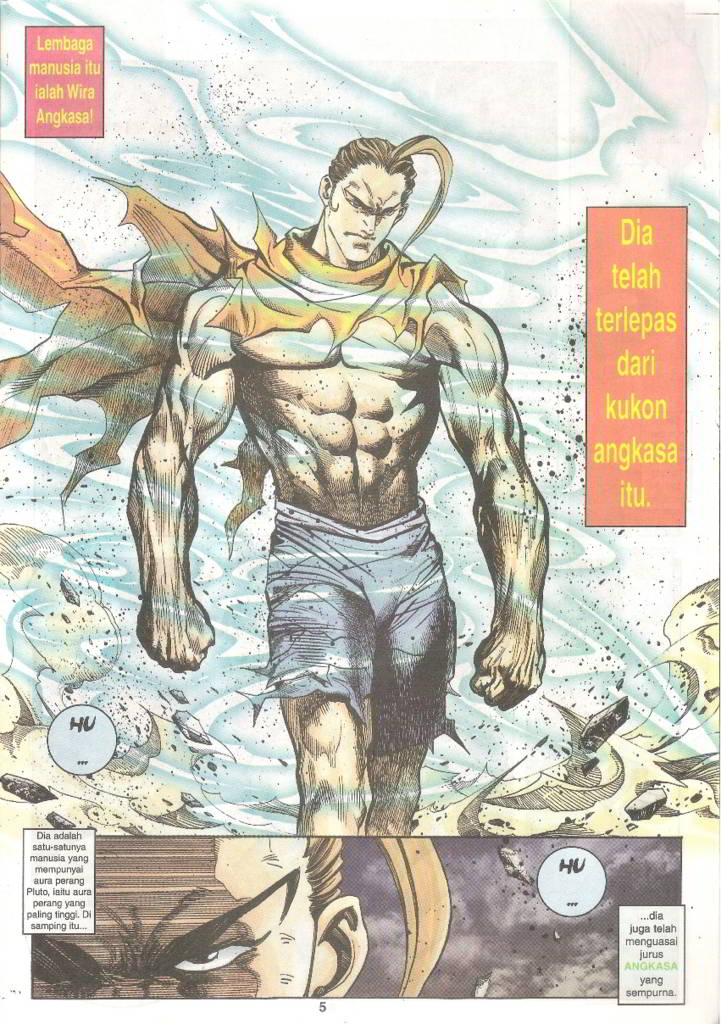 Lembaga
manusia itu
ialah Wira
Angkasa!
Dia
telah
terlepas
dari
kukon
angkasa
itu.
HU
...
Dia adalah
satu-satunya
manusia yang
mempunyai
aura perang
Pluto, iaitu aura
perang yang
paling tinggi. Di
samping itu...
HU
...
...dia
juga telah
menguasai
jurus
ANGKASA
yang
sempurna.
5